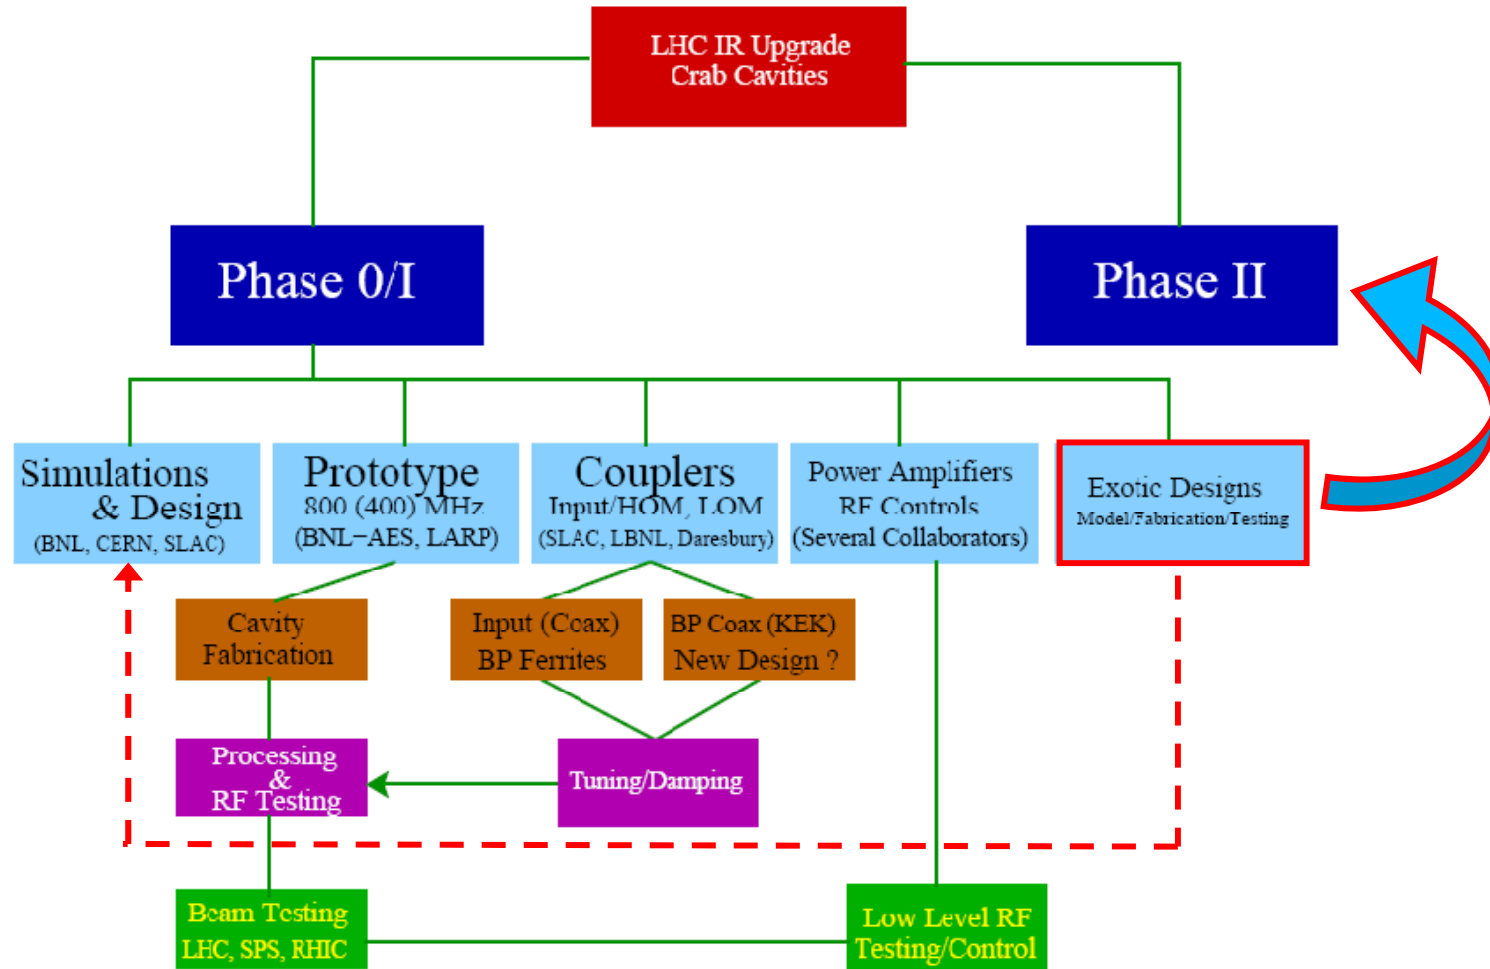 LHC IR Upgrade
Crab Cavities
Phase 0/I
Phase II
Simulations
& Design
(BNL, CERN, SLAC)
Prototype
800 (400) MHz
(BNL-AES, LARP)
Couplers
Input/HOM, LOM
(SLAC, LBNL, Daresbury)
Power Amplifiers
RF Controls
(Several Collaborators)
Exotic Designs
Model/Fabrication/Testing
Cavity
Fabrication
Input (Coax)
BP Ferrites
BP Coax (KEK)
New Design ?
Processing
&
RF Testing
Tuning/Damping
Beam Testing
LHC, SPS, RHIC
Low Level RF
Testing/Control